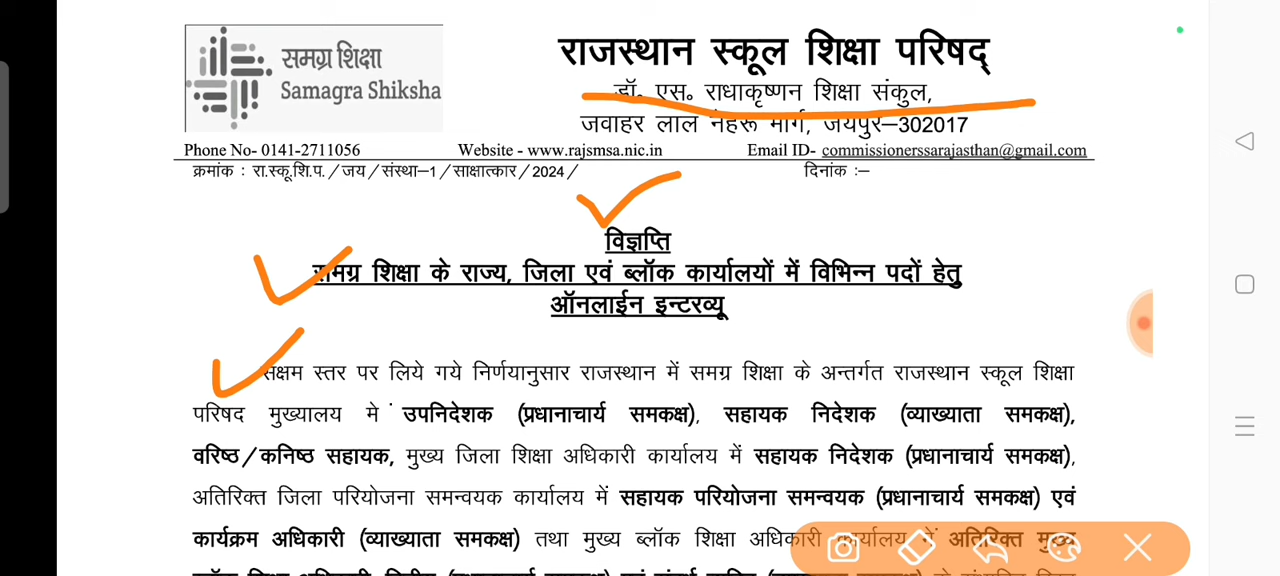 समग्र शिक्षा
Samagra Shiksha
राजस्थान स्कूल शिक्षा परिषद्
डॉ. एस. राधाकृष्णन शिक्षा संकुल,
जवाहर लाल नेहरू मार्ग, जयपुर–302017
Phone No- 0141-2711056 Website - www.rajsmsa.nic.in Email ID- commissionerssarajasthan@gmail.com
क्रमांक : रा.स्कू.शि.प./जय/संस्था–1/साक्षात्कार/2024/ दिनांक :–
विज्ञप्ति
समग्र शिक्षा के राज्य, जिला एवं ब्लॉक कार्यालयों में विभिन्न पदों हेतु
ऑनलाईन इन्टरव्यू
सक्षम स्तर पर लिये गये निर्णयानुसार राजस्थान में समग्र शिक्षा के अन्तर्गत राजस्थान स्कूल शिक्षा
परिषद मुख्यालय मे उपनिदेशक (प्रधानाचार्य समकक्ष), सहायक निदेशक (व्याख्याता समकक्ष),
वरिष्ठ/कनिष्ठ सहायक, मुख्य जिला शिक्षा अधिकारी कार्यालय में सहायक निदेशक (प्रधानाचार्य समकक्ष),
अतिरिक्त जिला परियोजना समन्वयक कार्यालय में सहायक परियोजना समन्वयक (प्रधानाचार्य समकक्ष) एवं
कार्यक्रम अधिकारी (व्याख्याता समकक्ष) तथा मुख्य ब्लॉक शिक्षा अधिकारी कार्यालय में अतिरिक्त मुख्य